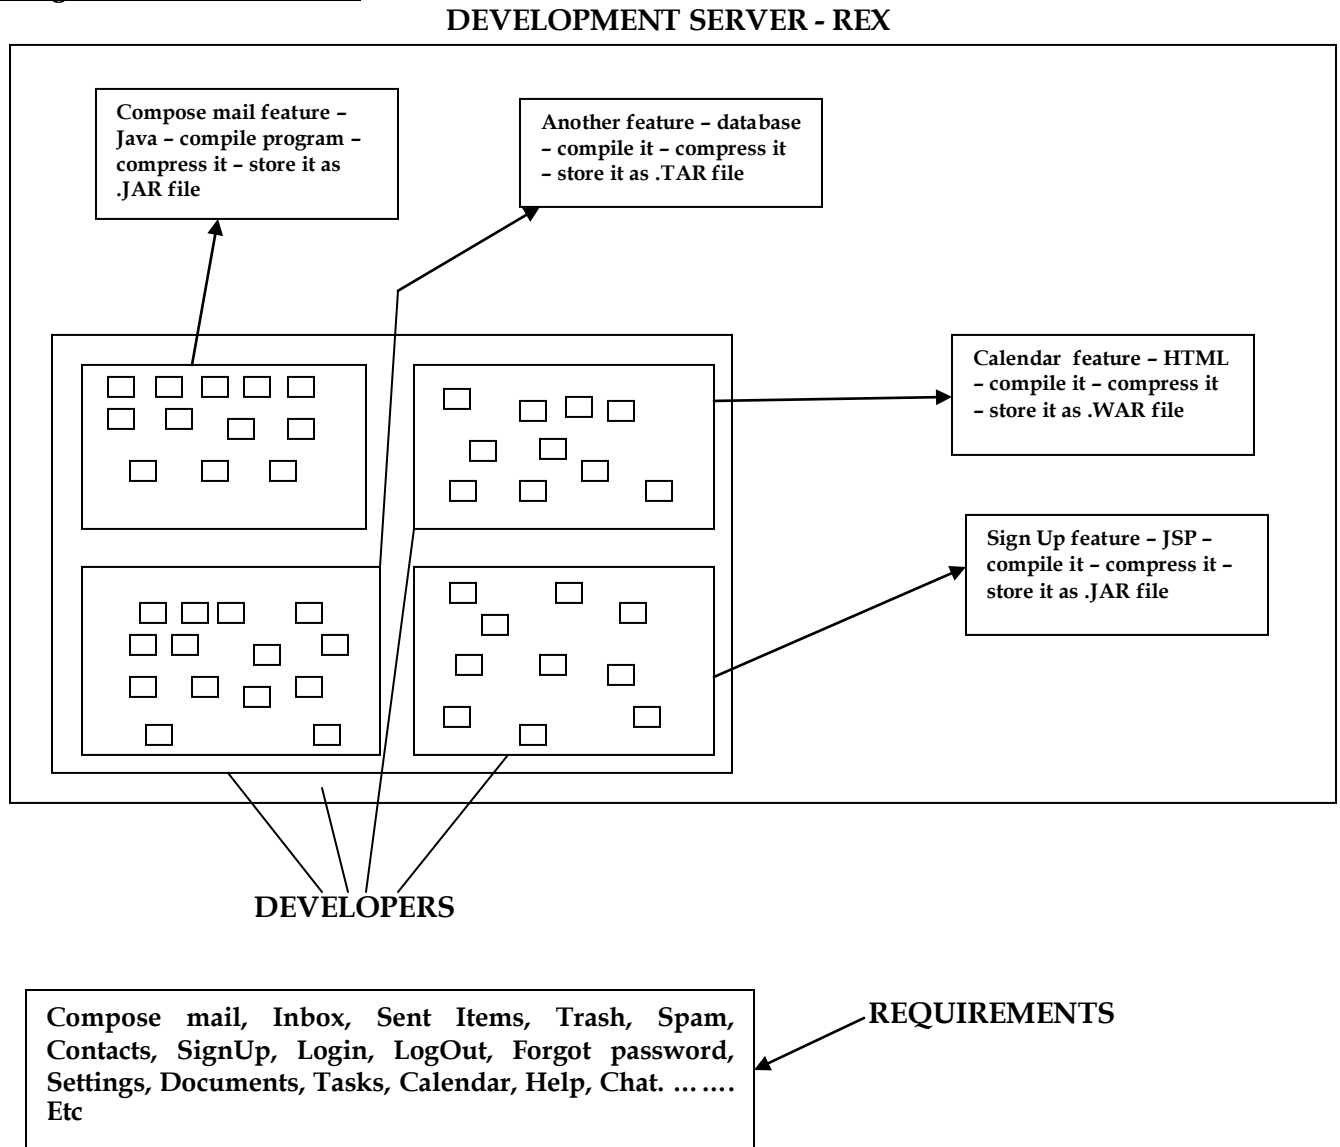 DEVELOPMENT SERVER - REX
Compose mail feature –
Java – compile program –
compress it – store it as
.JAR file
Another feature – database
– compile it – compress it
– store it as .TAR file
Calendar feature – HTML
– compile it – compress it
– store it as .WAR file
Sign Up feature – JSP –
compile it – compress it –
store it as .JAR file
DEVELOPERS
Compose mail, Inbox, Sent Items, Trash, Spam,
Contacts, SignUp, Login, LogOut, Forgot password,
Settings, Documents, Tasks, Calendar, Help, Chat. …….
Etc
REQUIREMENTS